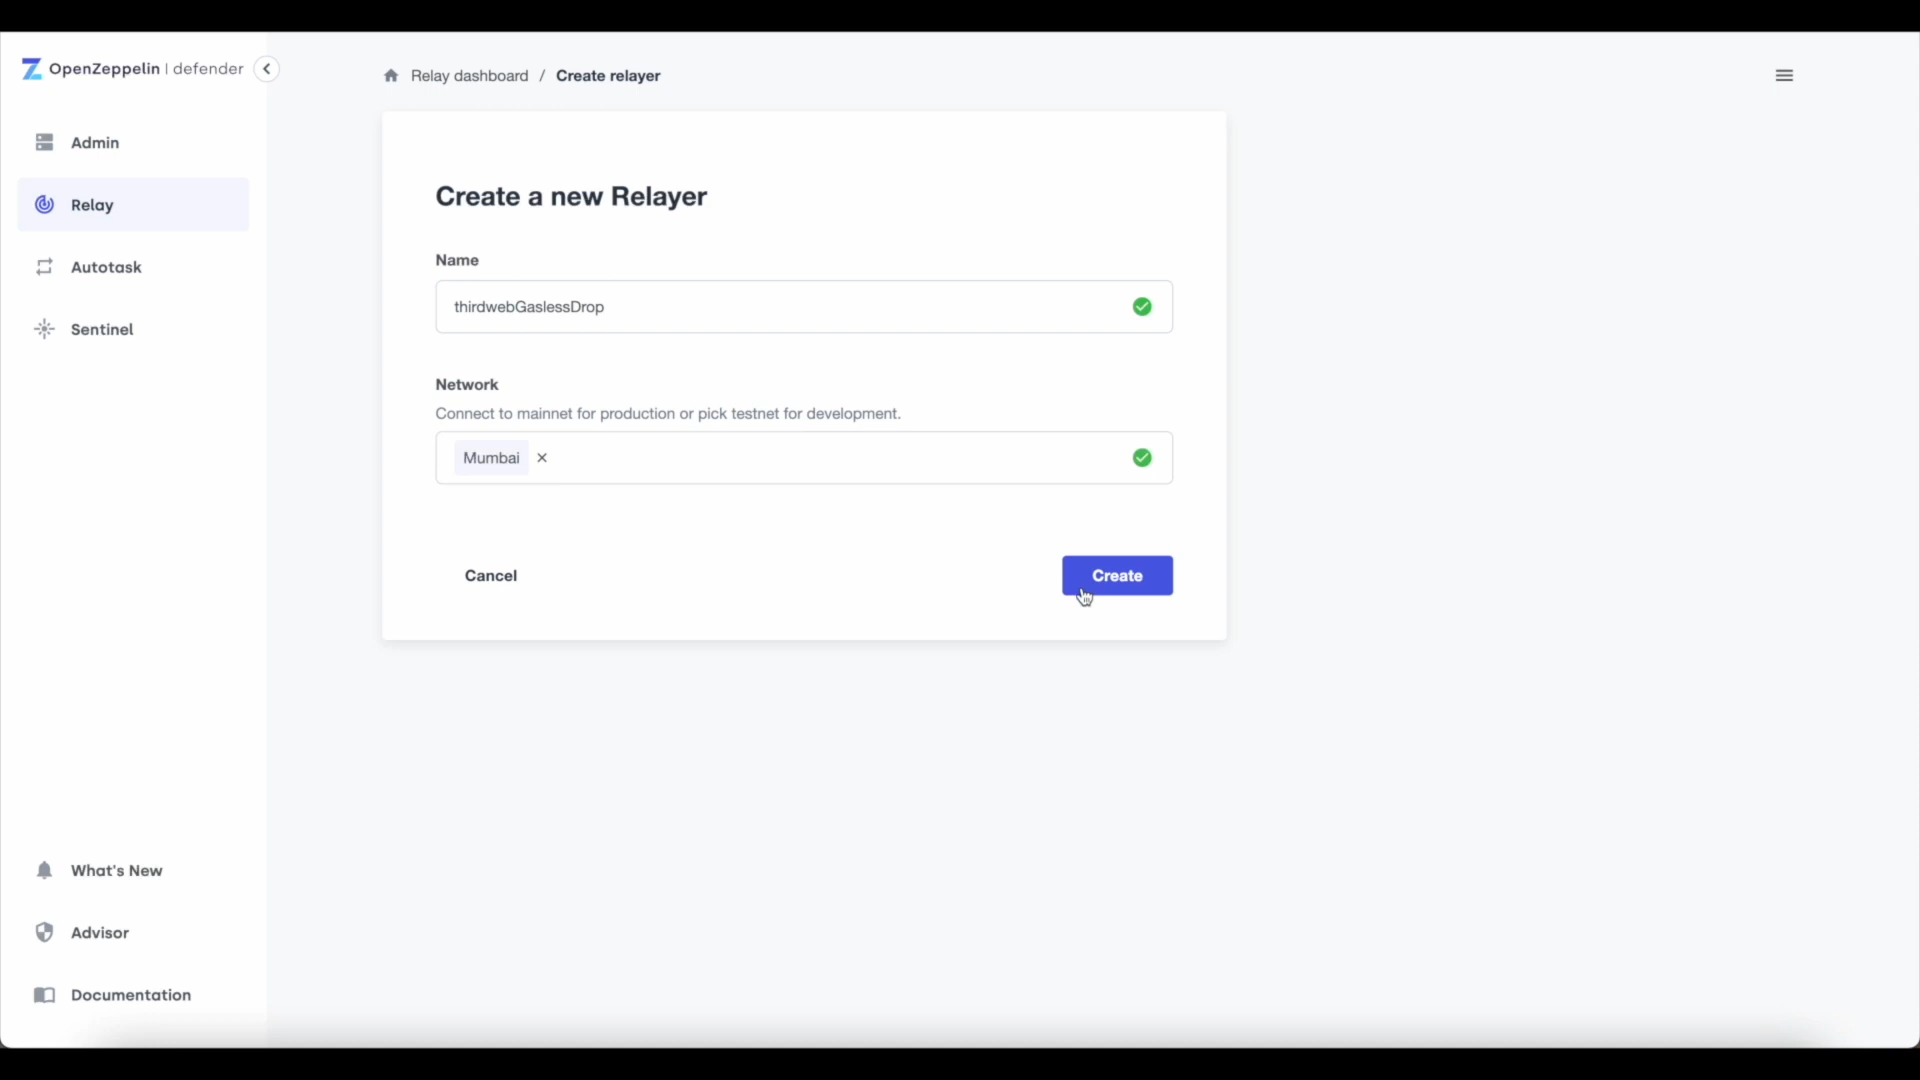 OpenZeppelin | defender
Relay dashboard / Create relayer
Admin
Relay
Autotask
Sentinel
What's New
Advisor
Documentation
Create a new Relayer
Name
thirdwebGaslessDrop
Network
Connect to mainnet for production or pick testnet for development.
Mumbai ×
Cancel
Create